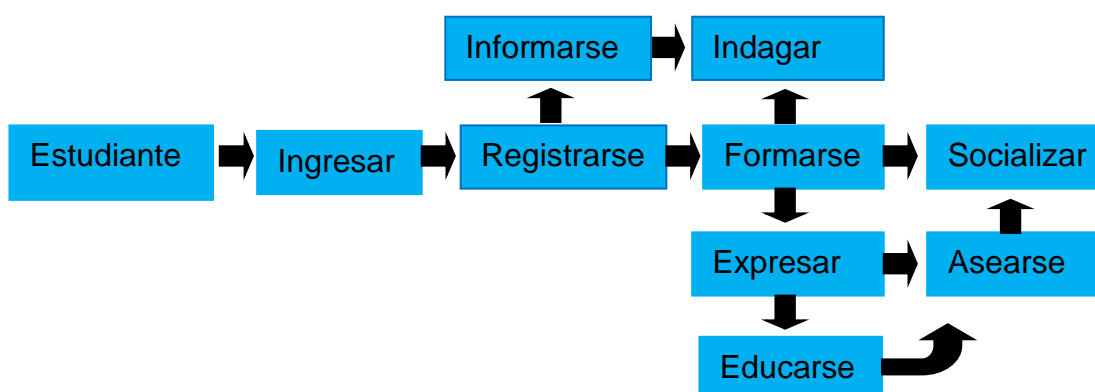 Informarse
Indagar
Estudiante
Ingresar
Registrarse
Formarse
Socializar
Expresar
Asearse
Educarse